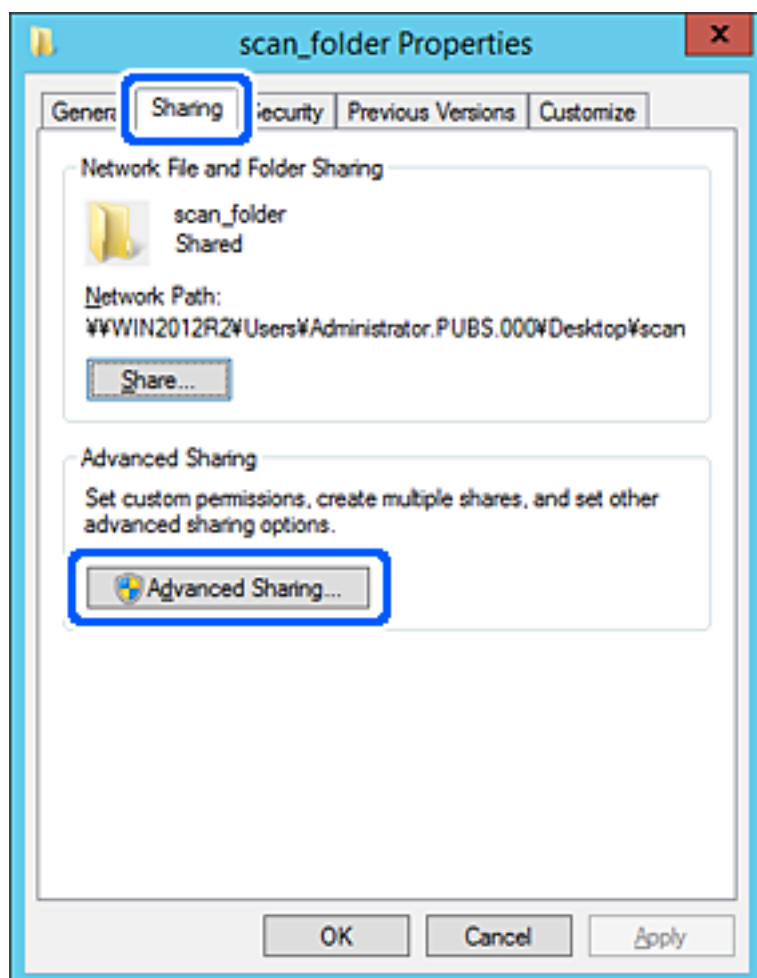 scan_folder Properties
x
General Sharing Security Previous Versions Customize
Network File and Folder Sharing
scan_folder
Shared
Network Path:
¥¥WIN2012R2¥Users¥Administrator.PUBS.000¥Desktop¥scan
Share...
Advanced Sharing
Set custom permissions, create multiple shares, and set other
advanced sharing options.
Advanced Sharing...
OK Cancel Apply